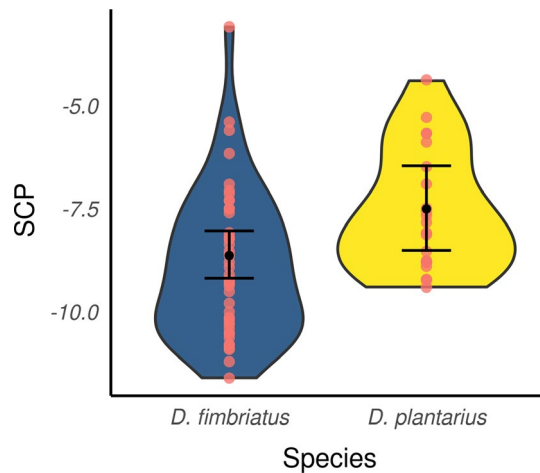 SCP
-5.0
-7.5
-10.0
D. fimbriatus D. plantarius
Species